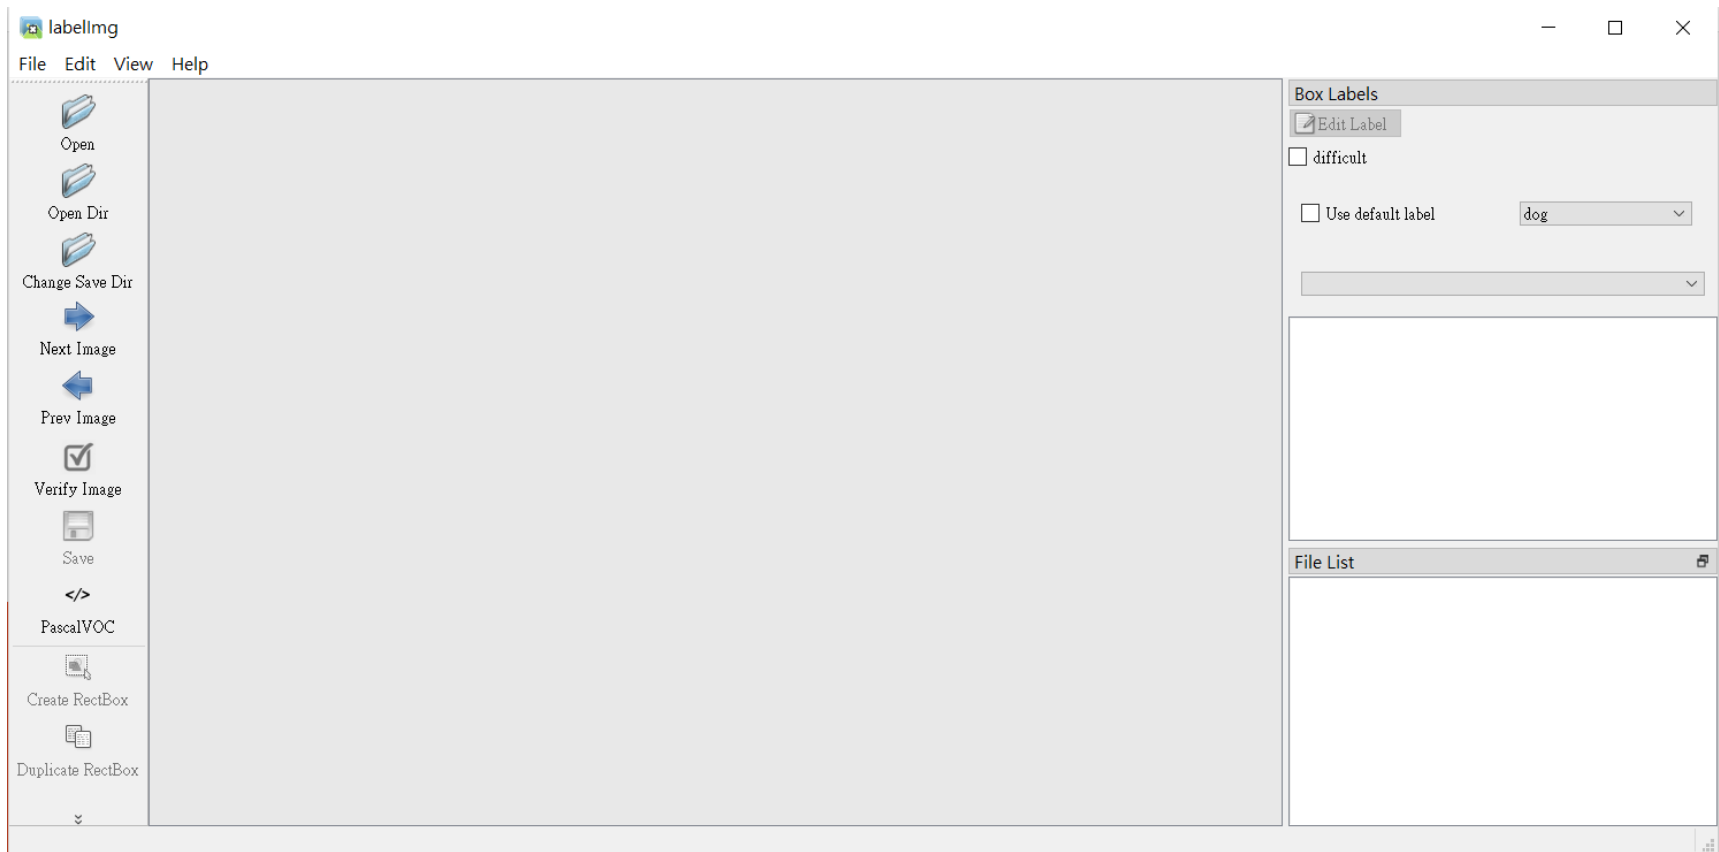 labelImg
File Edit View Help
Open
Open Dir
Change Save Dir
Next Image
Prev Image
Verify Image
Save
</>
PascalVOC
Create RectBox
Duplicate RectBox
Box Labels
Edit Label
difficult
Use default label dog
File List